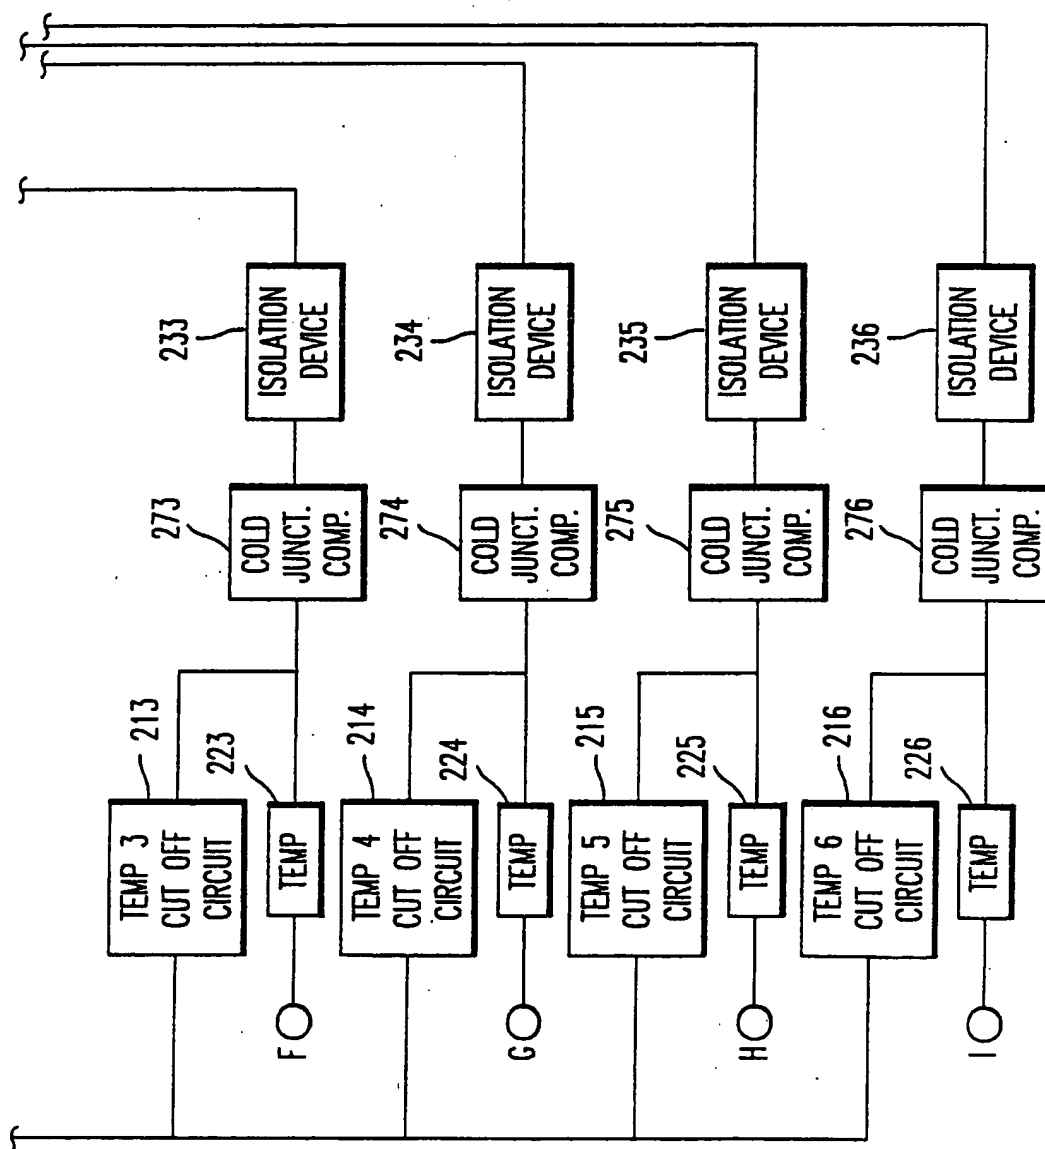 213
TEMP 3
CUT OFF
CIRCUIT
223
TEMP
F
273
COLD
JUNCT.
COMP.
233
ISOLATION
DEVICE
214
TEMP 4
CUT OFF
CIRCUIT
224
TEMP
G
274
COLD
JUNCT.
COMP.
234
ISOLATION
DEVICE
215
TEMP 5
CUT OFF
CIRCUIT
225
TEMP
H
275
COLD
JUNCT.
COMP.
235
ISOLATION
DEVICE
216
TEMP 6
CUT OFF
CIRCUIT
226
TEMP
I
276
COLD
JUNCT.
COMP.
236
ISOLATION
DEVICE